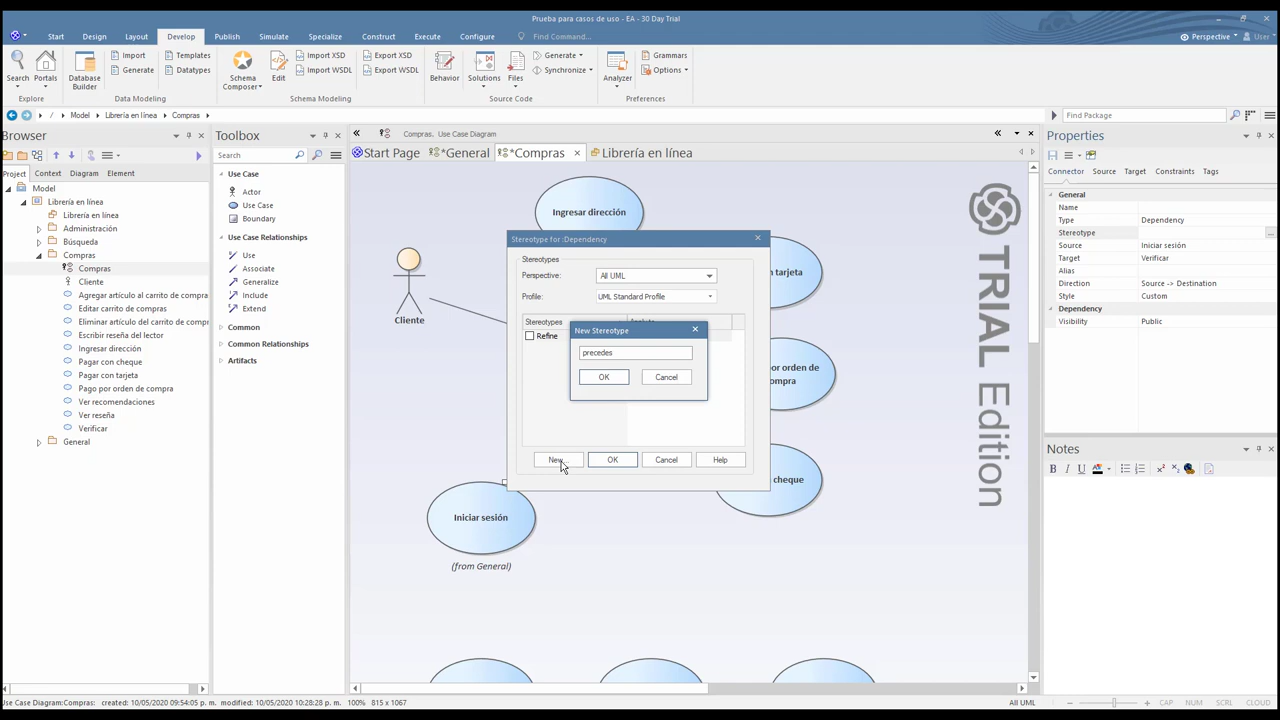 Prueba para casos de uso - EA - 30 Day Trial
Start Design Layout Develop Publish Simulate Specialize Construct Execute Configure Find Command... Perspective User
Search Portals Database Builder Import Generate Templates Datatypes Schema Composer Edit Import XSD Import WSDL Export XSD Export WSDL Behavior Solutions Files Generate Synchronize Analyzer Grammars Options
Explore Data Modeling Schema Modeling Source Code Preferences
/ Model Librería en línea Compras Find Package
Browser
Project Context Diagram Element
Model
Librería en línea
Librería en línea
Administración
Búsqueda
Compras
Compras
Cliente
Agregar artículo al carrito de compra
Editar carrito de compras
Eliminar artículo del carrito de compra
Escribir reseña del lector
Ingresar dirección
Pagar con cheque
Pagar con tarjeta
Pago por orden de compra
Ver recomendaciones
Ver reseña
Verificar
General
Toolbox
Search
Use Case
Actor
Use Case
Boundary
Use Case Relationships
Use
Associate
Generalize
Include
Extend
Common
Common Relationships
Artifacts
Compras. Use Case Diagram
Start Page *General *Compras Librería en línea
Ingresar dirección
Cliente
n tarjeta
por orden de
mpra
cheque
Iniciar sesión
(from General)
TRIAL Edition
Stereotype for :Dependency
Stereotypes
Perspective: All UML
Profile: UML Standard Profile
Stereotypes
Refine
New Stereotype
precedes
OK Cancel
New... OK Cancel Help
Properties
Connector Source Target Constraints Tags
General
Name
Type Dependency
Stereotype
Source Iniciar sesión
Target Verificar
Alias
Direction Source -> Destination
Style Custom
Dependency
Visibility Public
Notes
B I U
Use Case Diagram:Compras: created: 10/05/2020 09:54:05 p. m. modified: 10/05/2020 10:28:28 p. m. 100% 815 x 1067 All UML CAP NUM SCRL CLOUD